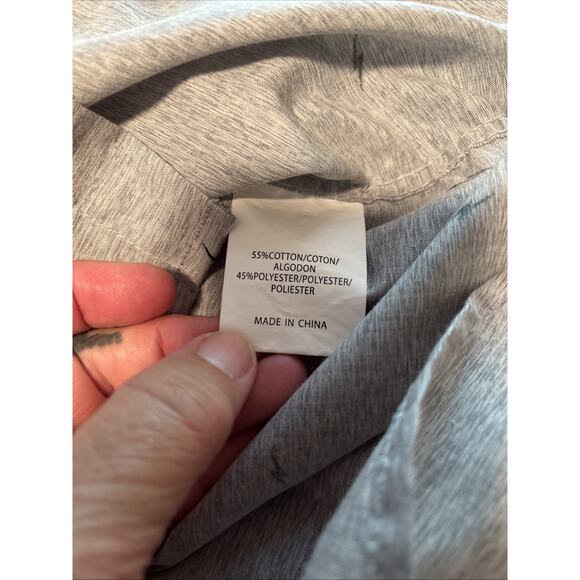 55%COTTON/COTON/
ALGODON
45%POLYESTER/POLYESTER/
POLIESTER
MADE IN CHINA